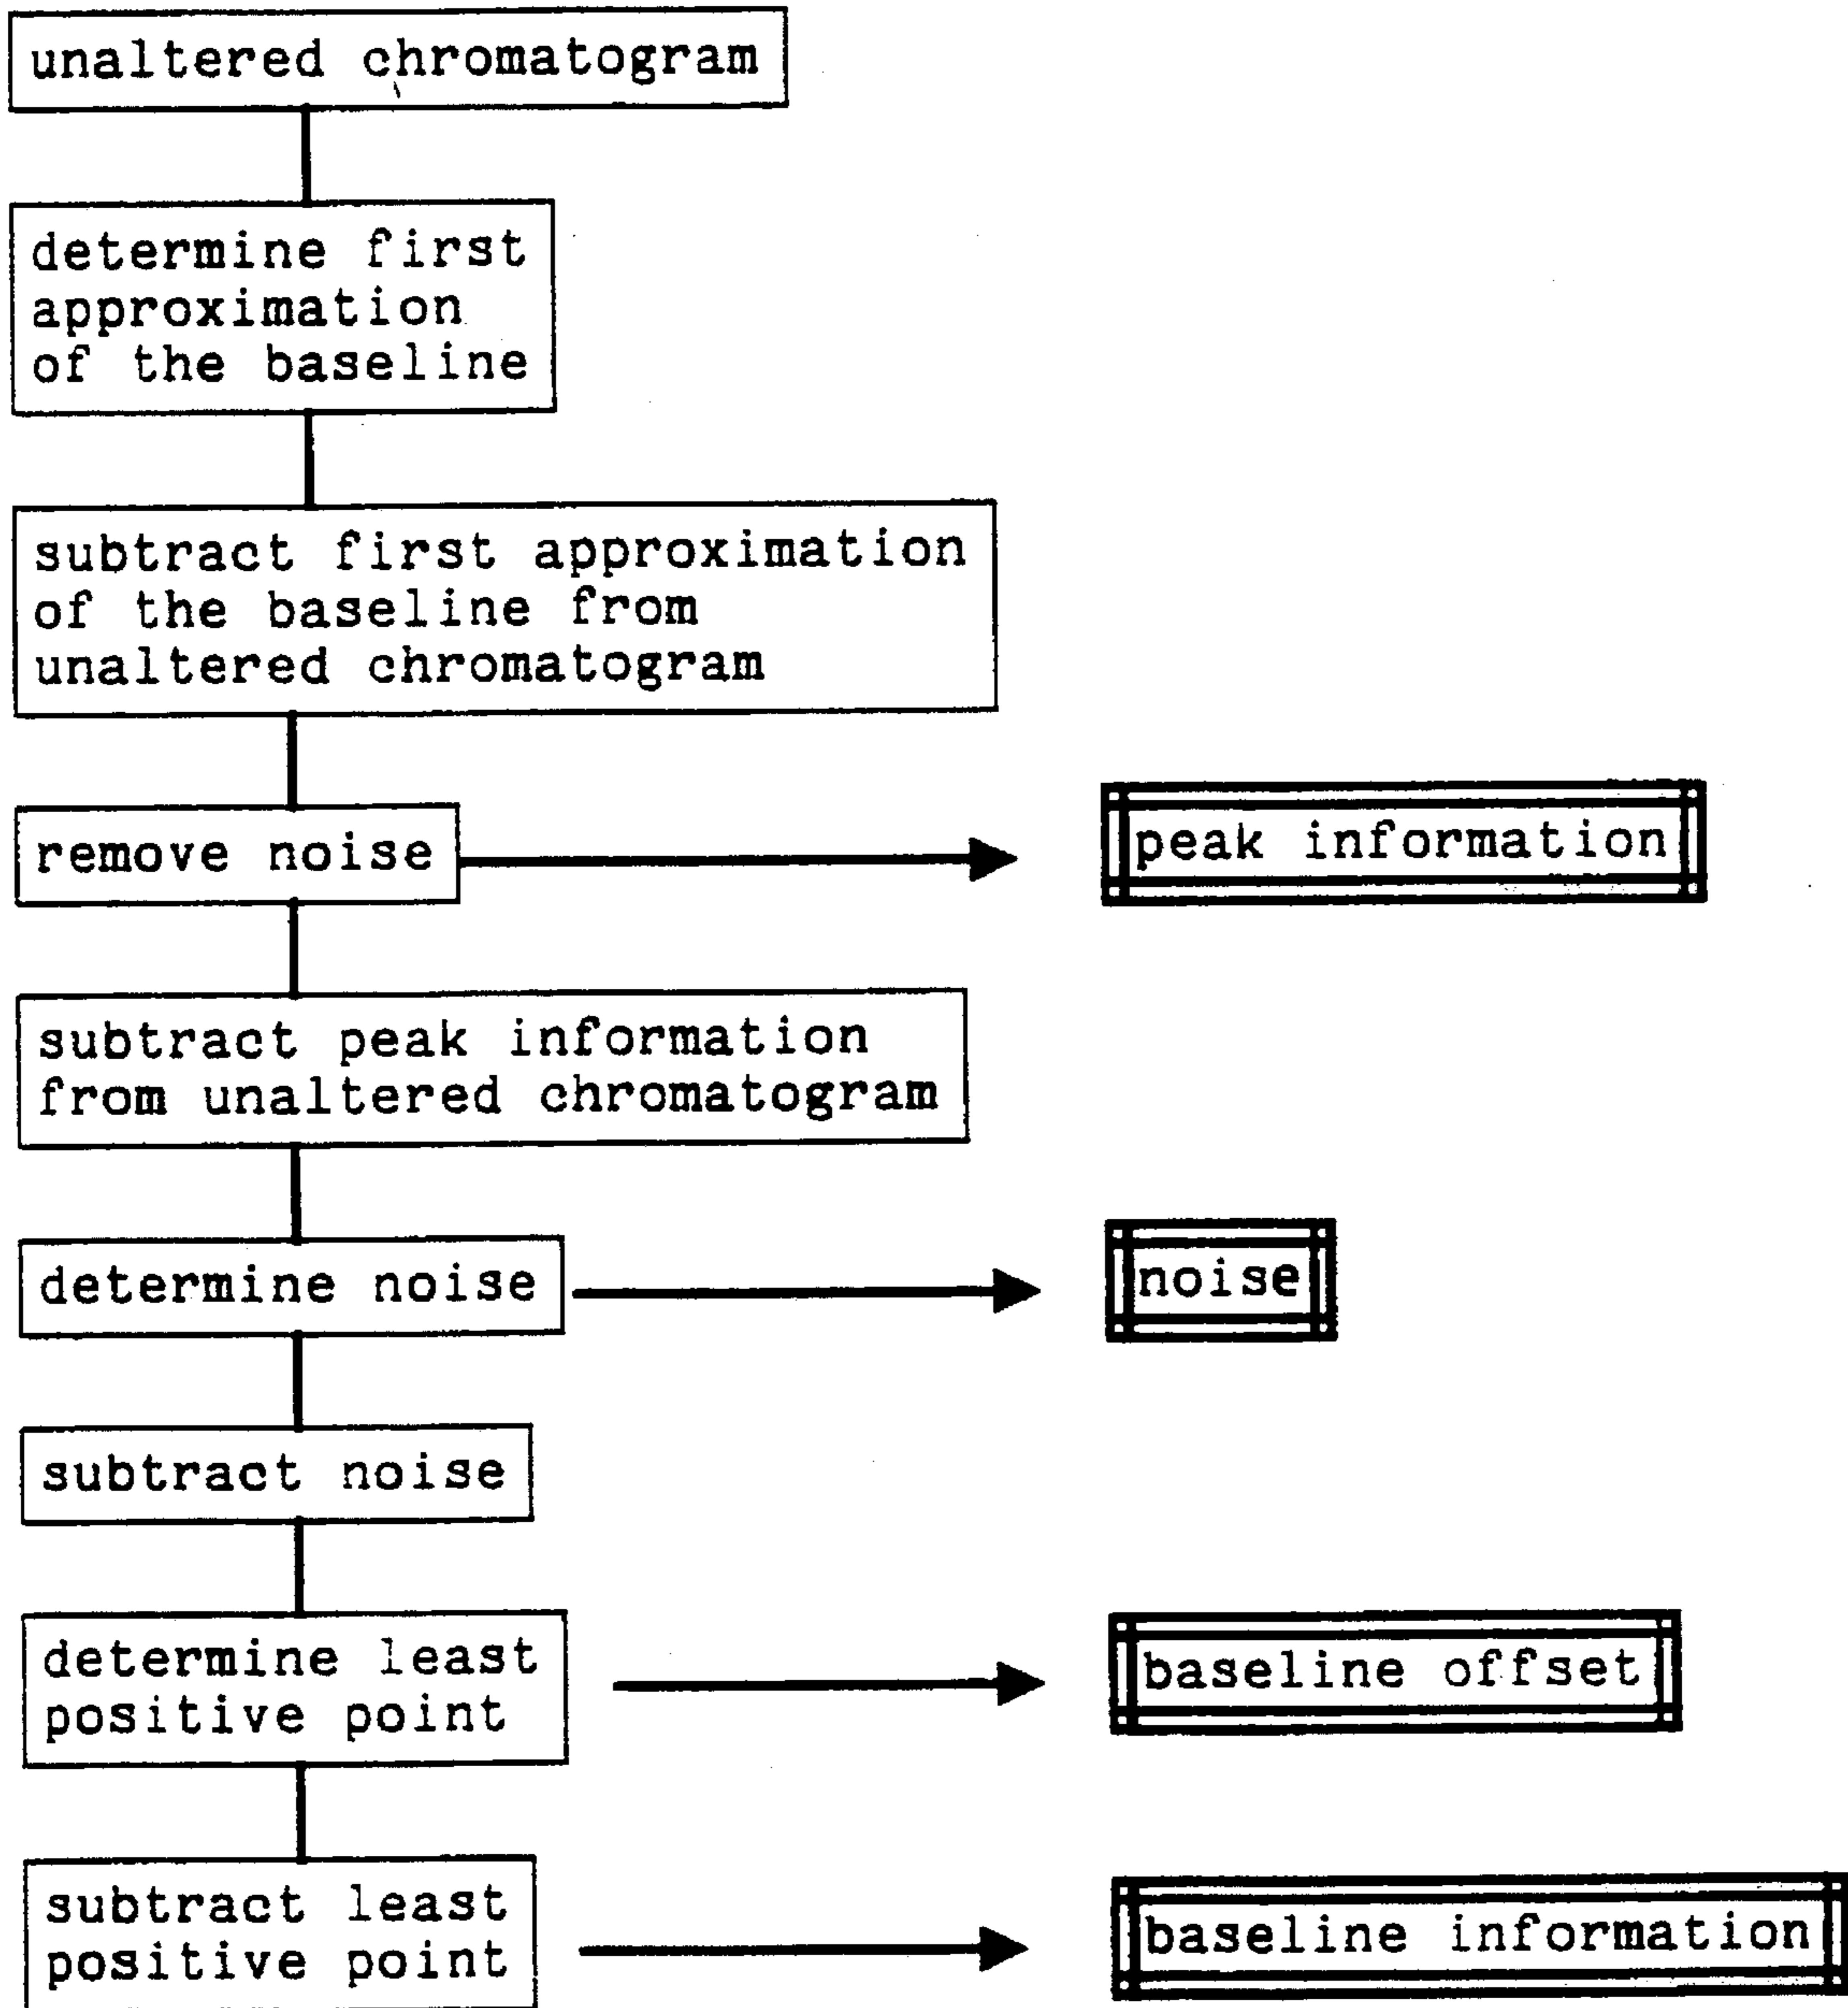 unaltered chromatogram
determine first
approximation
of the baseline
subtract first approximation
of the baseline from
unaltered chromatogram
remove noise
peak information
subtract peak information
from unaltered chromatogram
determine noise
noise
subtract noise
determine least
positive point
baseline offset
subtract least
positive point
baseline information